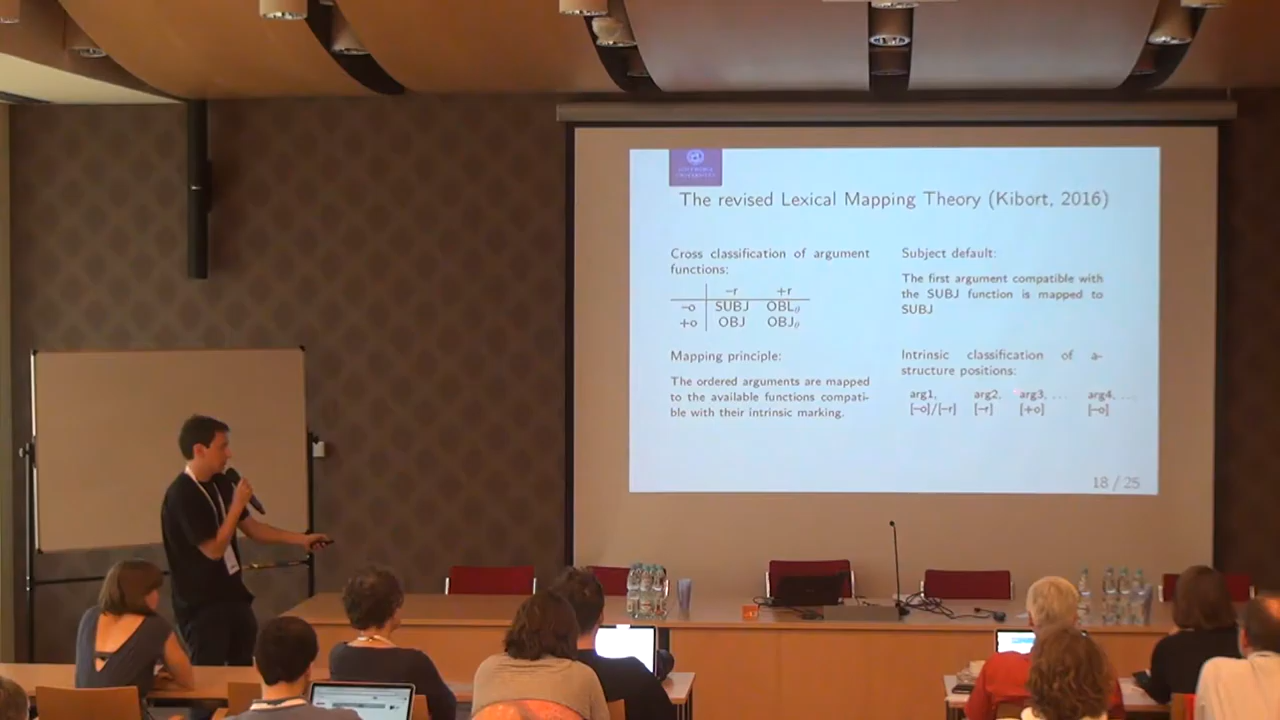 The revised Lexical Mapping Theory (Kibort, 2016)
Cross classification of argument
functions:
–r +r
–o SUBJ OBLθ
+o OBJ OBJθ
Mapping principle:
The ordered arguments are mapped
to the available functions compati-
ble with their intrinsic marking.
Subject default:
The first argument compatible with
the SUBJ function is mapped to
SUBJ
Intrinsic classification of a-
structure positions:
arg1, arg2, arg3, ... arg4, ...
[–o]/[–r] [–r] [+o] [–o]
18 / 25